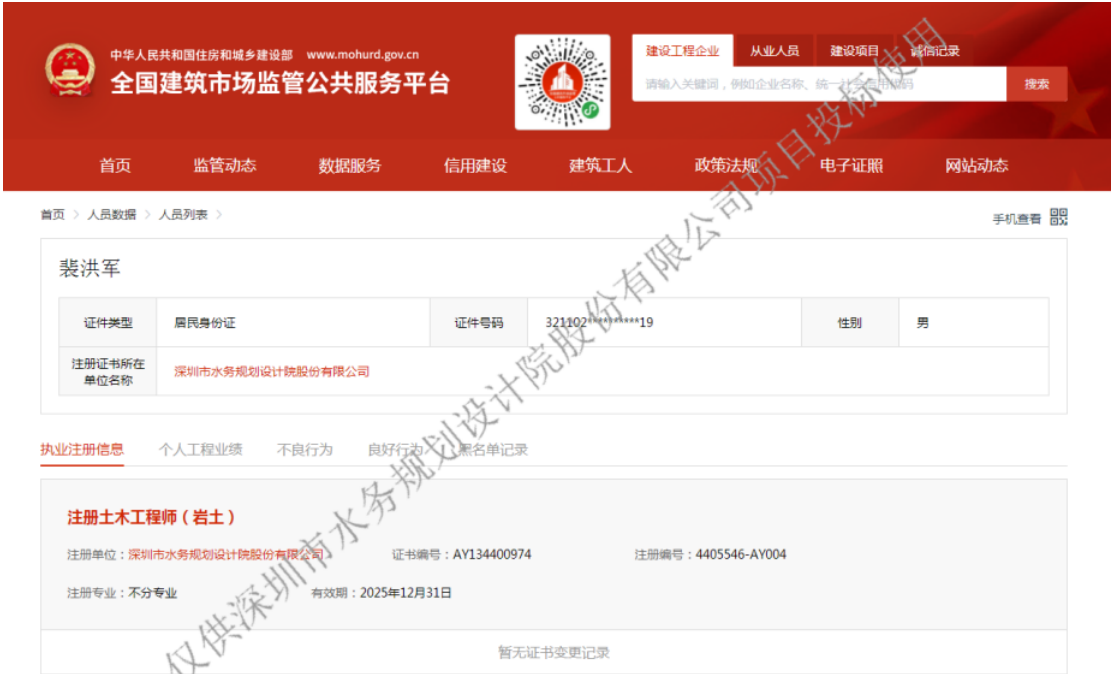 中华人民共和国住房和城乡建设部 www.mohurd.gov.cn
全国建筑市场监管公共服务平台
建设工程企业 从业人员 建设项目 诚信记录
请输入关键词，例如企业名称、统一社会信用代码 搜索
首页 监管动态 数据服务 信用建设 建筑工人 政策法规 电子证照 网站动态
首页 > 人员数据 > 人员列表 >
手机查看
裴洪军
证件类型 居民身份证 证件号码 321102**********19 性别 男
注册证书所在
单位名称
深圳市水务规划设计院股份有限公司
执业注册信息 个人工程业绩 不良行为 良好行为 黑名单记录
注册土木工程师（岩土）
注册单位：深圳市水务规划设计院股份有限公司 证书编号：AY134400974 注册编号：4405546-AY004
注册专业：不分专业 有效期：2025年12月31日
暂无证书变更记录
仅供深圳市水务规划设计院股份有限公司项目投标使用